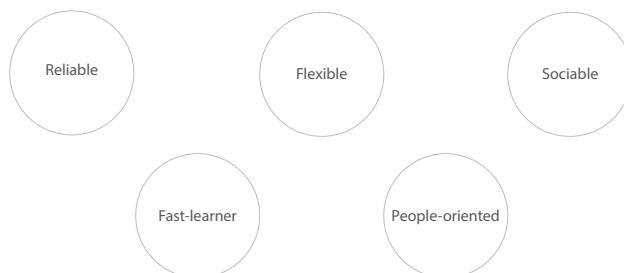 Reliable
Flexible
Sociable
Fast-learner
People-oriented